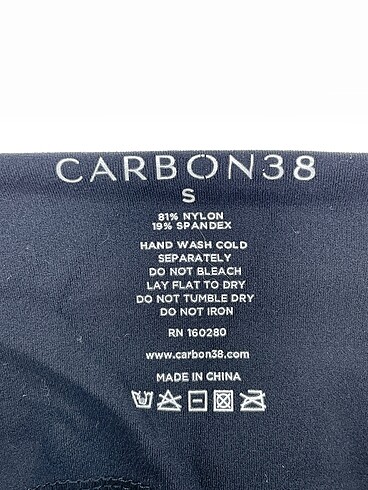 CARBON38
S
81% NYLON
19% SPANDEX
HAND WASH COLD
SEPARATELY
DO NOT BLEACH
LAY FLAT TO DRY
DO NOT TUMBLE DRY
DO NOT IRON
RN 160280
www.carbon38.com
MADE IN CHINA